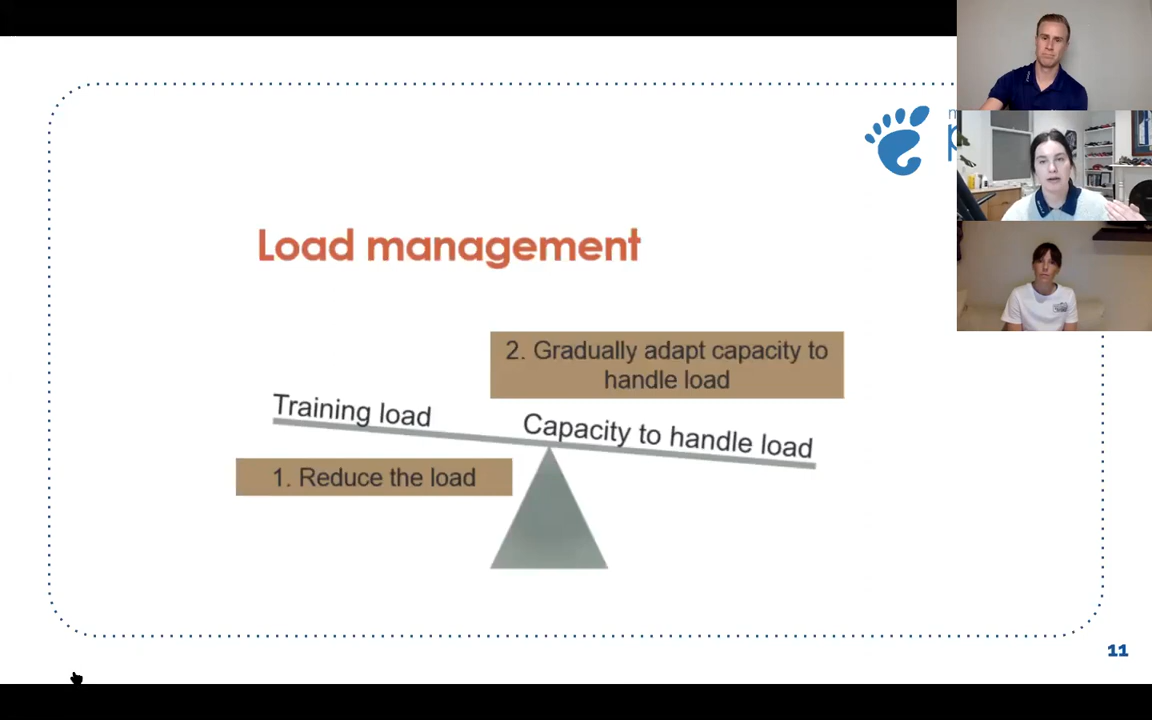 Load management
2. Gradually adapt capacity to
handle load
Training load
Capacity to handle load
1. Reduce the load
11